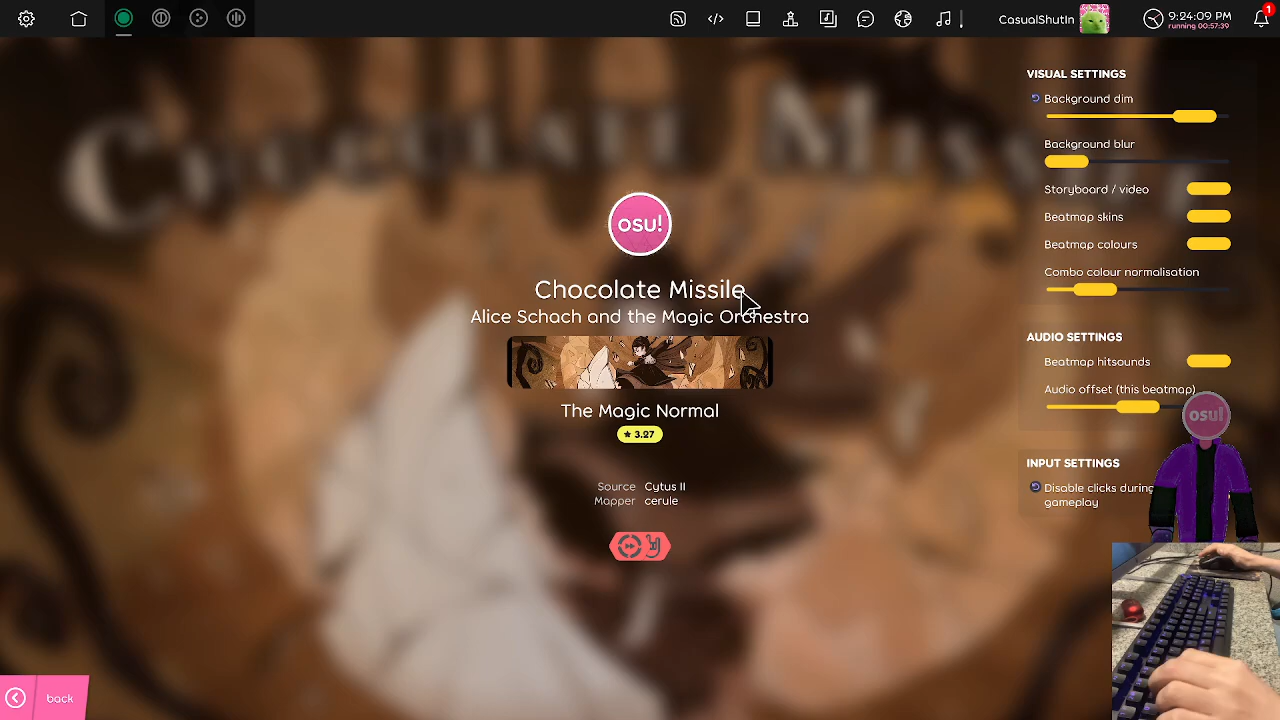 CasualShutIn
9:24:09 PM
running 00:57:39
1
CHOCOLATE MISSILE
VISUAL SETTINGS
Background dim
Background blur
Storyboard / video
Beatmap skins
Beatmap colours
Combo colour normalisation
AUDIO SETTINGS
Beatmap hitsounds
Audio offset (this beatmap)
INPUT SETTINGS
Disable clicks during
gameplay
osu!
osu!
Chocolate Missile
Alice Schach and the Magic Orchestra
The Magic Normal
3.27
Source Cytus II
Mapper cerule
back